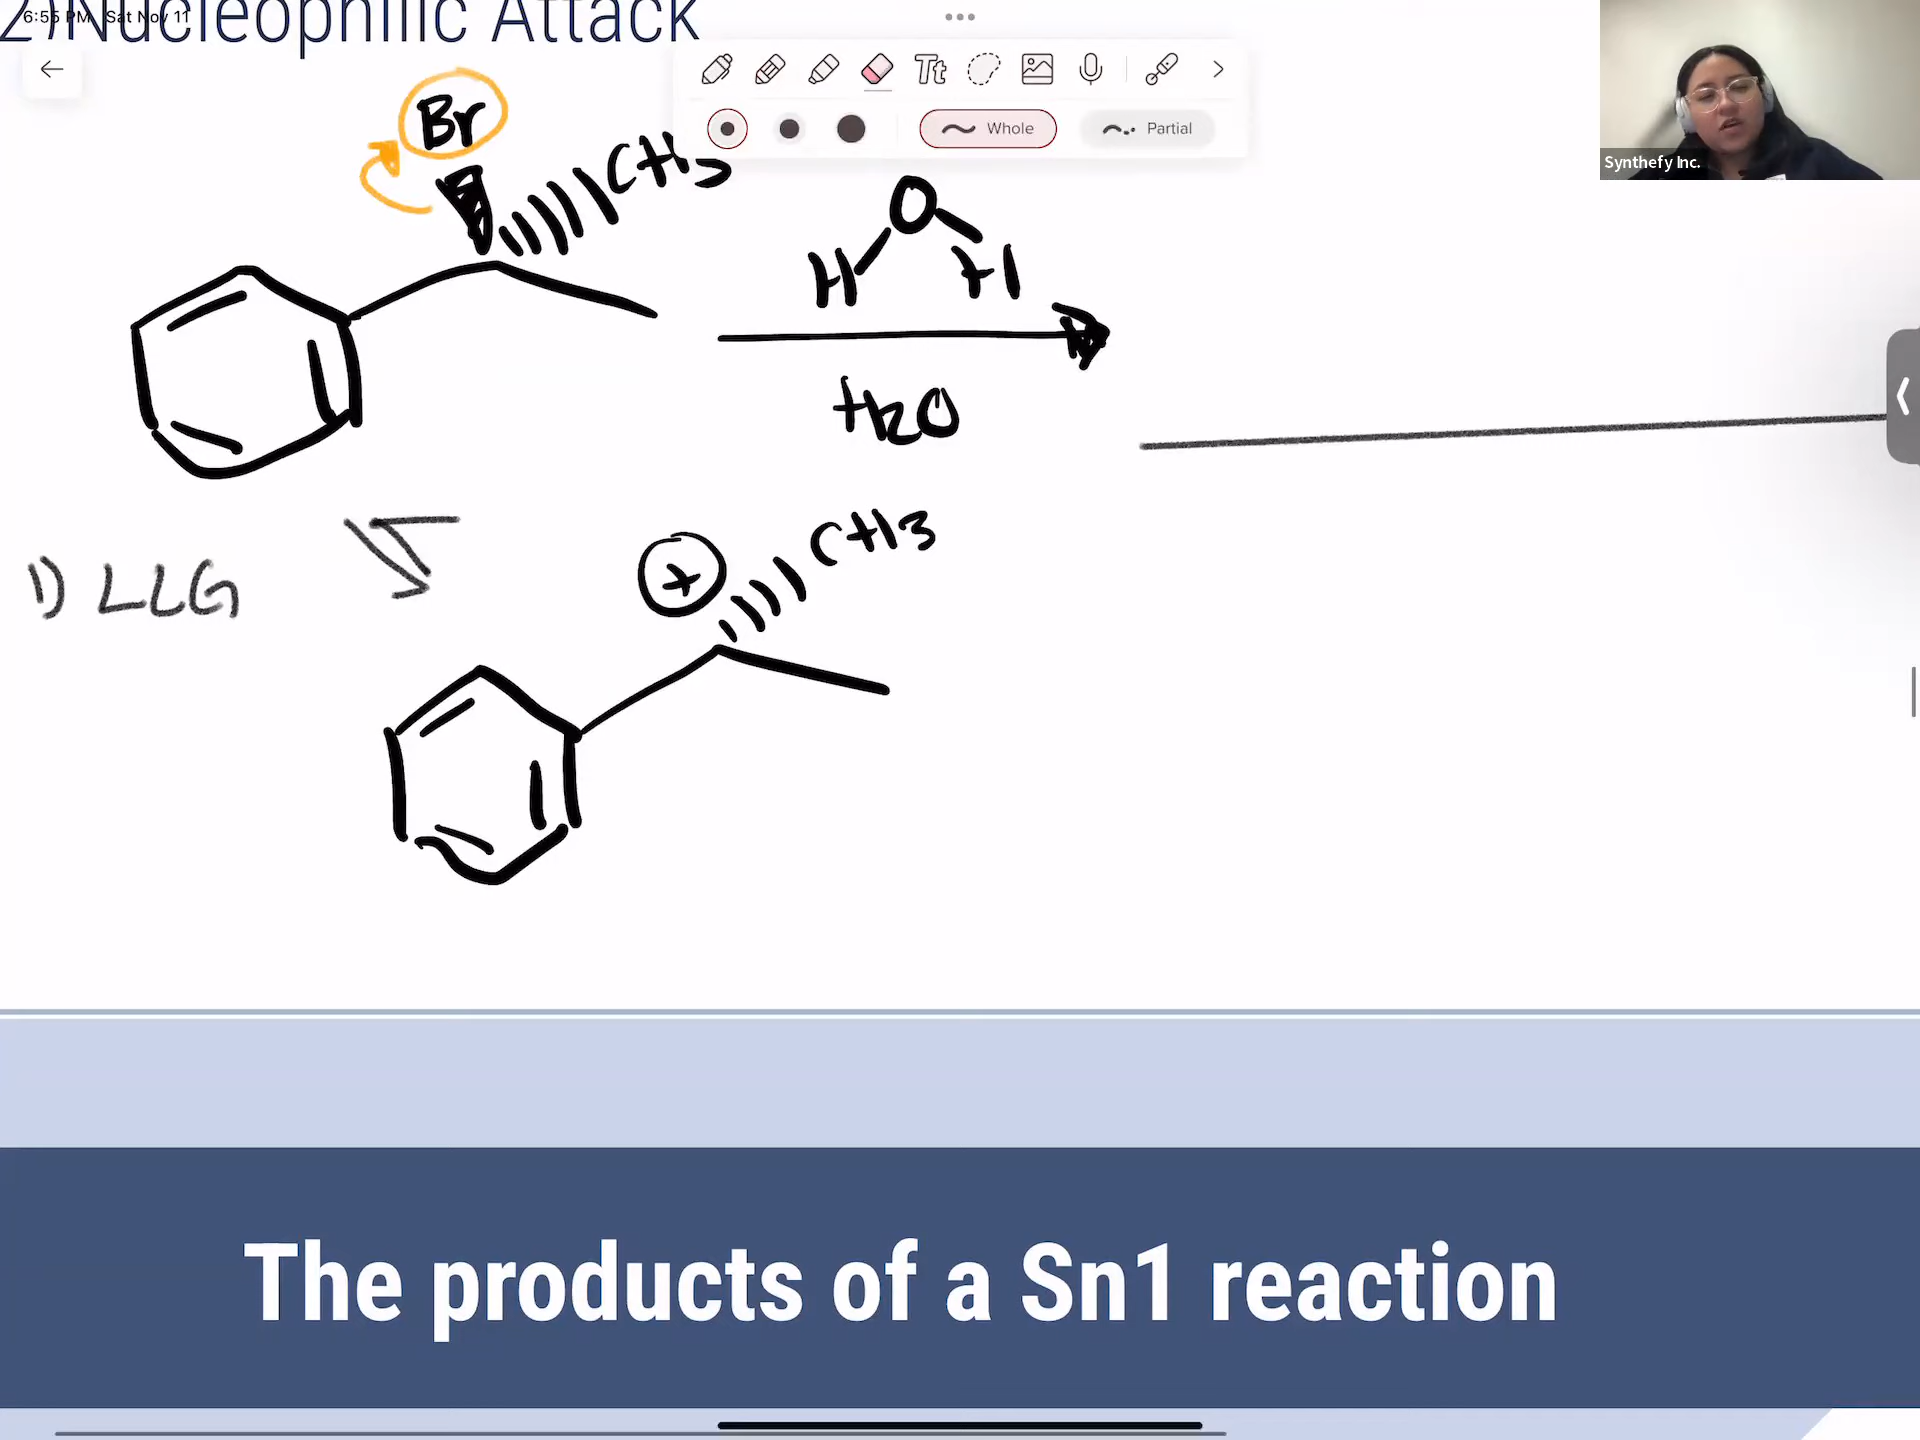 6:55 PM Sat Nov 11
2) Nucleophilic Attack
Tt
Whole
Partial
Synthefy Inc.
Br
CH3
O
H
H
H2O
1) LLG
+
CH3
The products of a Sn1 reaction